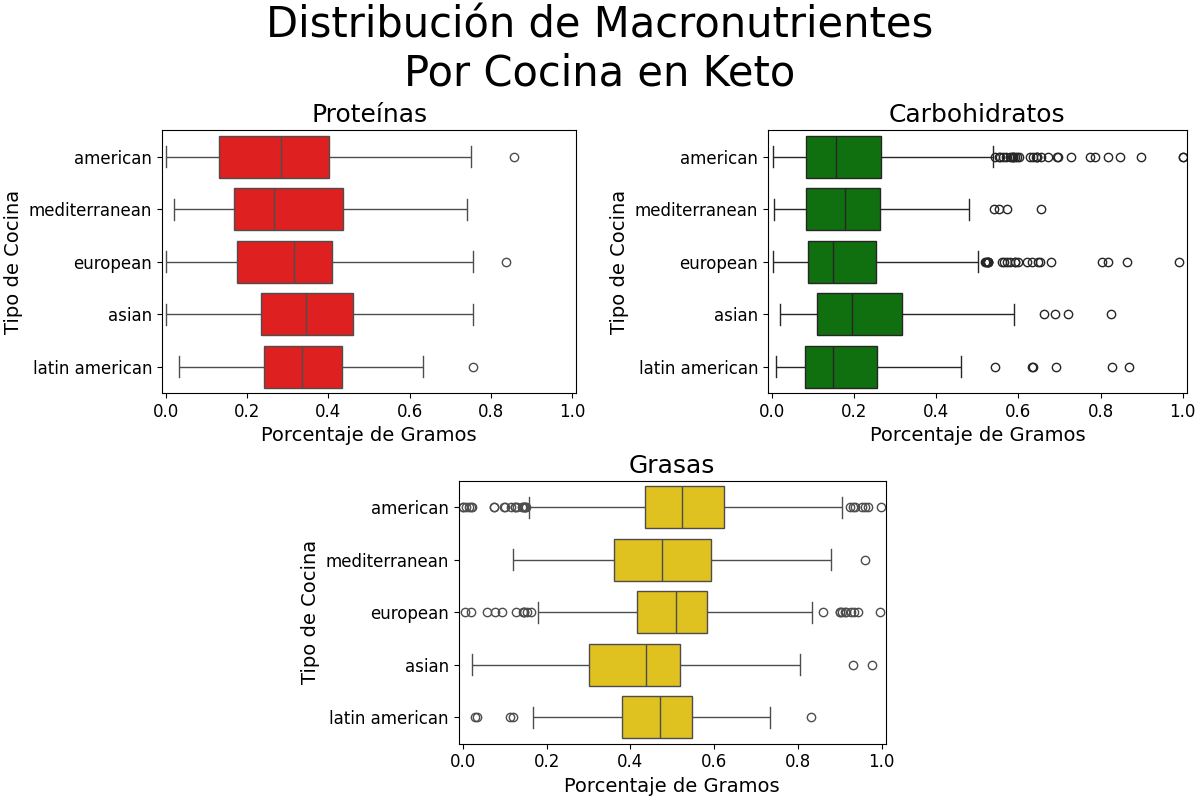 Distribución de Macronutrientes
Por Cocina en Keto
Proteínas
Tipo de Cocina
american
mediterranean
european
asian
latin american
0.0 0.2 0.4 0.6 0.8 1.0
Porcentaje de Gramos
Carbohidratos
Tipo de Cocina
american
mediterranean
european
asian
latin american
0.0 0.2 0.4 0.6 0.8 1.0
Porcentaje de Gramos
Grasas
Tipo de Cocina
american
mediterranean
european
asian
latin american
0.0 0.2 0.4 0.6 0.8 1.0
Porcentaje de Gramos